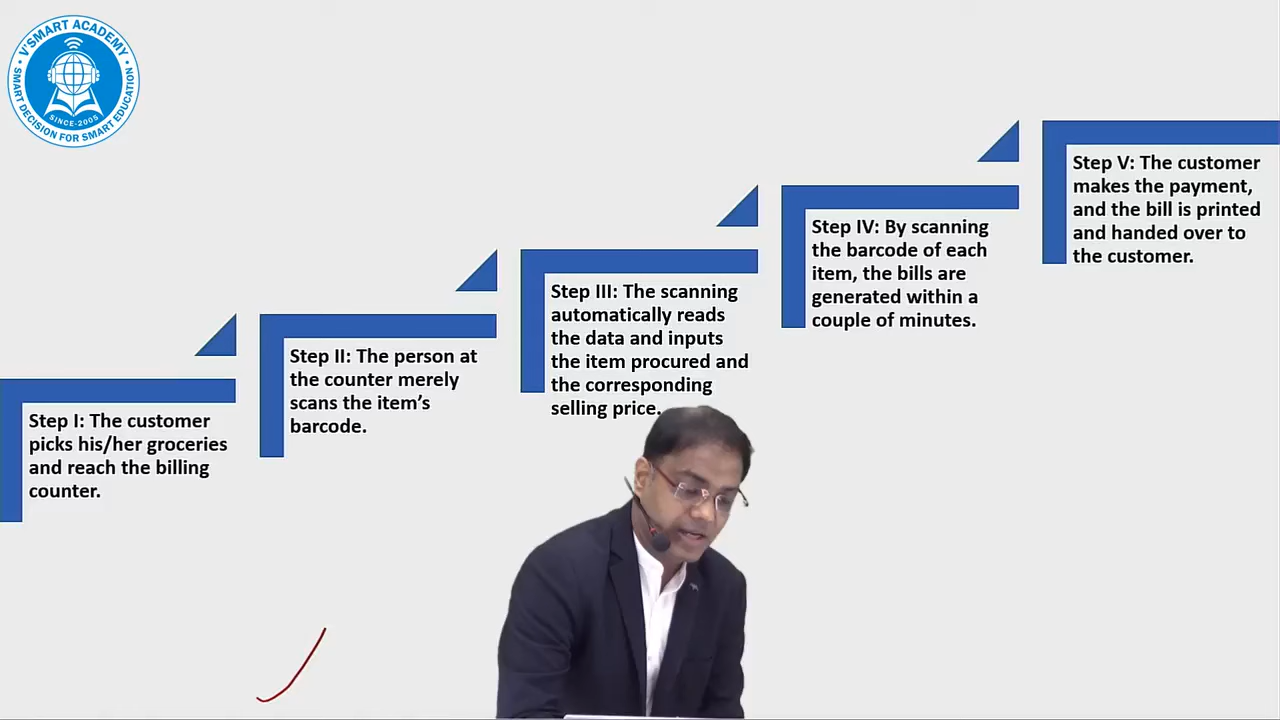 V'SMART ACADEMY
SINCE-2005
SMART DECISION FOR SMART EDUCATION
Step I: The customer
picks his/her groceries
and reach the billing
counter.
Step II: The person at
the counter merely
scans the item’s
barcode.
Step III: The scanning
automatically reads
the data and inputs
the item procured and
the corresponding
selling price.
Step IV: By scanning
the barcode of each
item, the bills are
generated within a
couple of minutes.
Step V: The customer
makes the payment,
and the bill is printed
and handed over to
the customer.